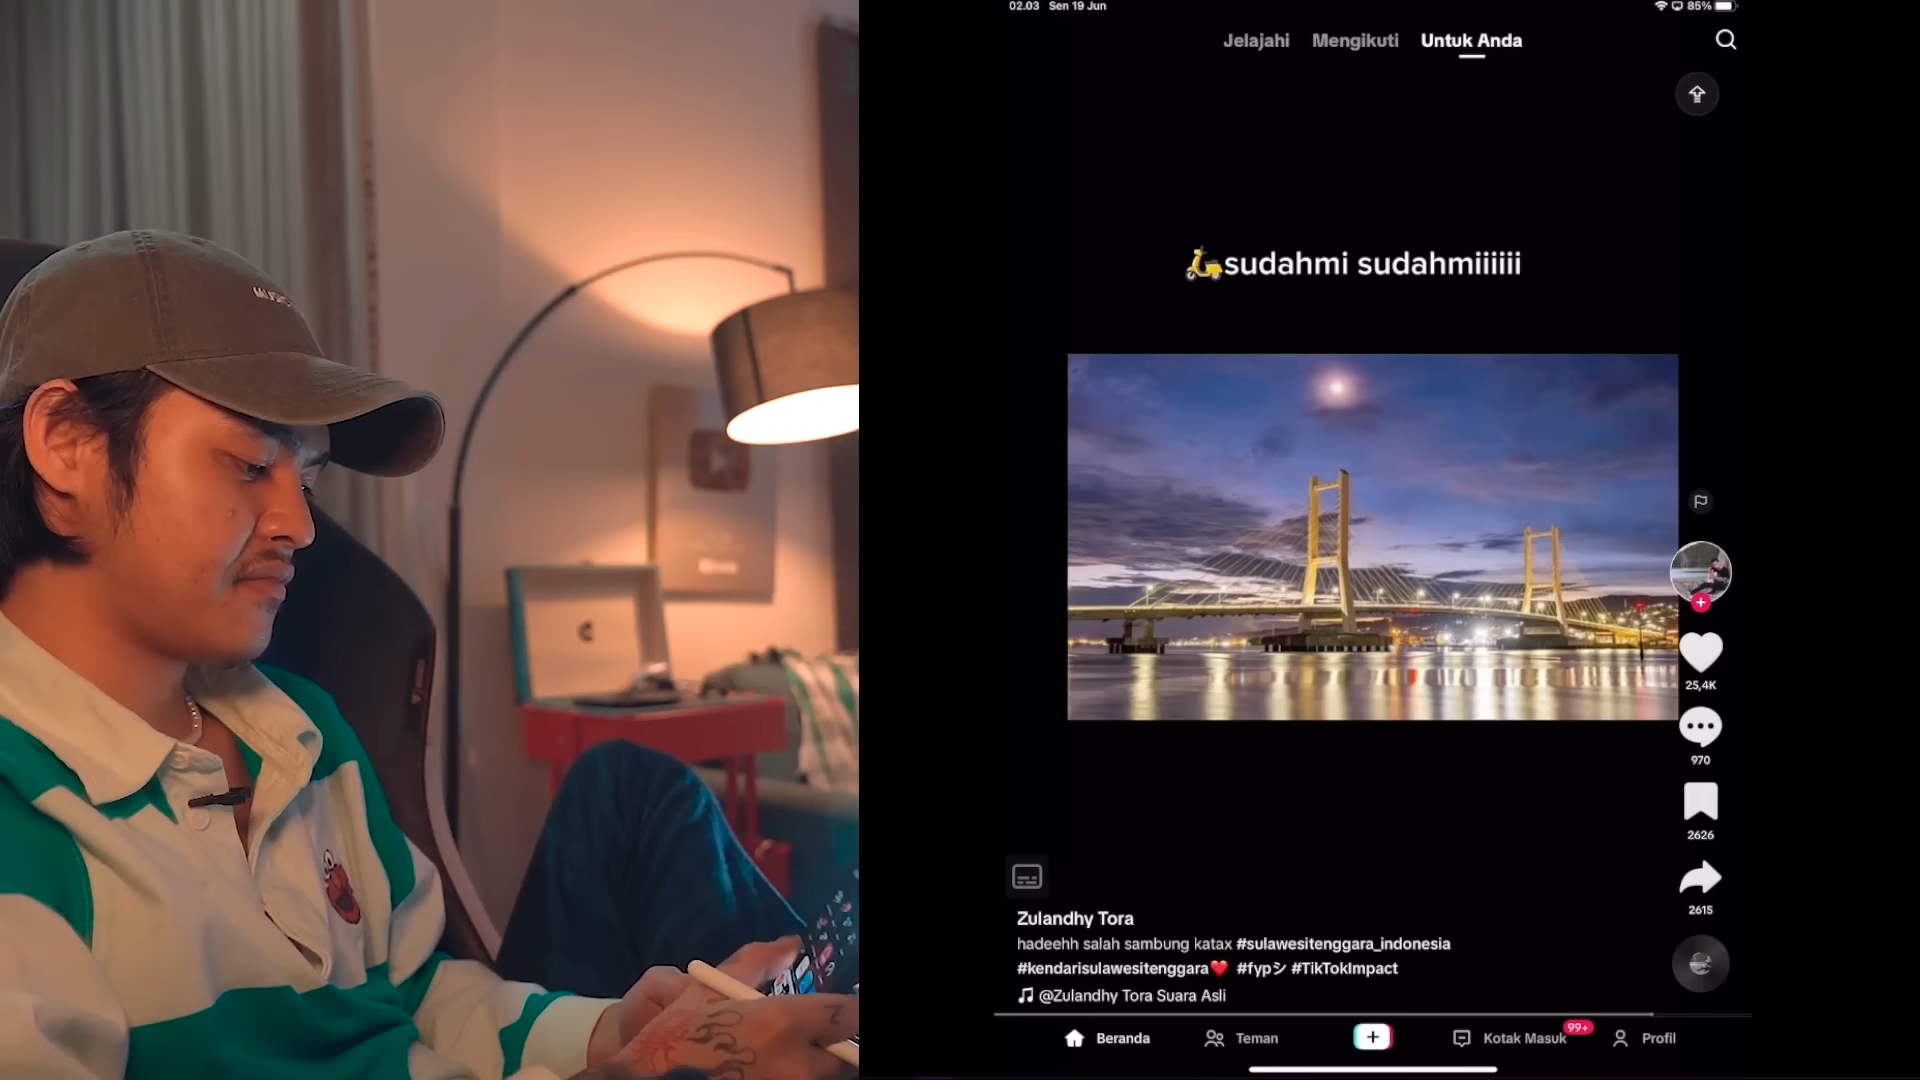 02.03 Sen 19 Jun
85%
Jelajahi Mengikuti Untuk Anda
🛵sudahmi sudahmiiiiii
25,4K
970
2626
2615
Zulandhy Tora
hadeehh salah sambung katax #sulawesitenggara_indonesia
#kendarisulawesitenggara❤️ #fypシ #TikTokImpact
@Zulandhy Tora Suara Asli
Beranda Teman Kotak Masuk 99+ Profil